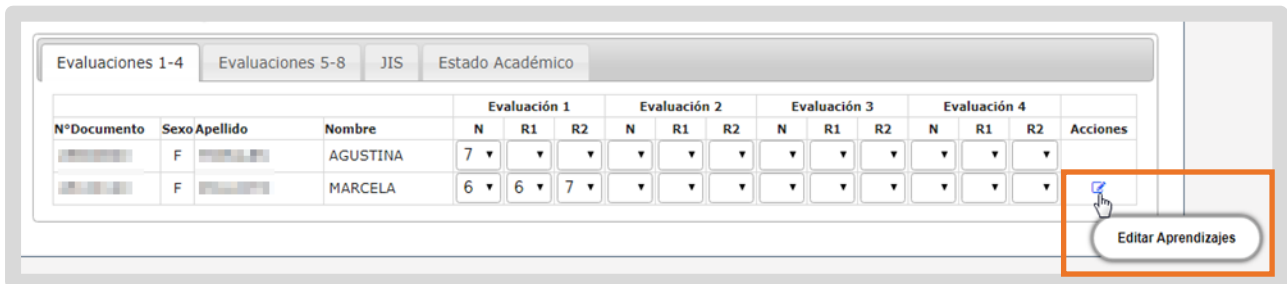 Evaluaciones 1-4 Evaluaciones 5-8 JIS Estado Académico
Evaluación 1 Evaluación 2 Evaluación 3 Evaluación 4
N°Documento Sexo Apellido Nombre N R1 R2 N R1 R2 N R1 R2 N R1 R2 Acciones
F AGUSTINA 7
F MARCELA 6 6 7
Editar Aprendizajes